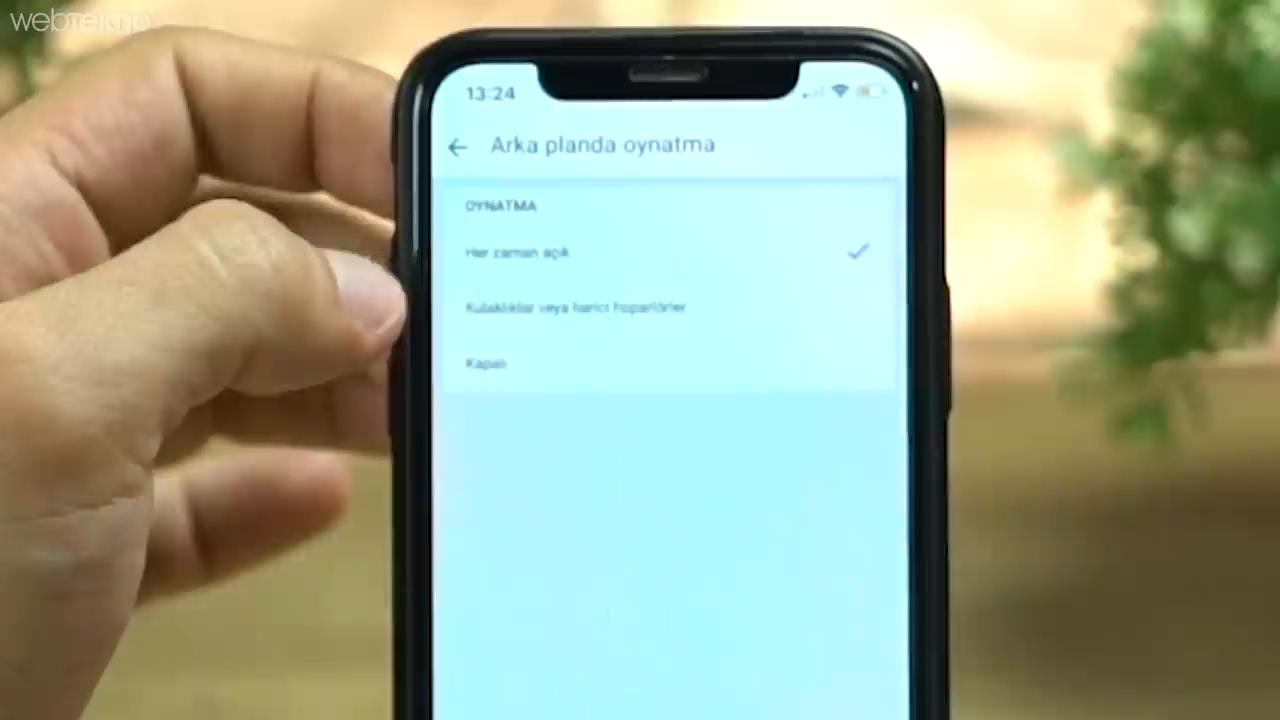 webtekno
13:24
Arka planda oynatma
OYNATMA
Her zaman açık
Kulaklıklar veya harici hoparlörler
Kapalı